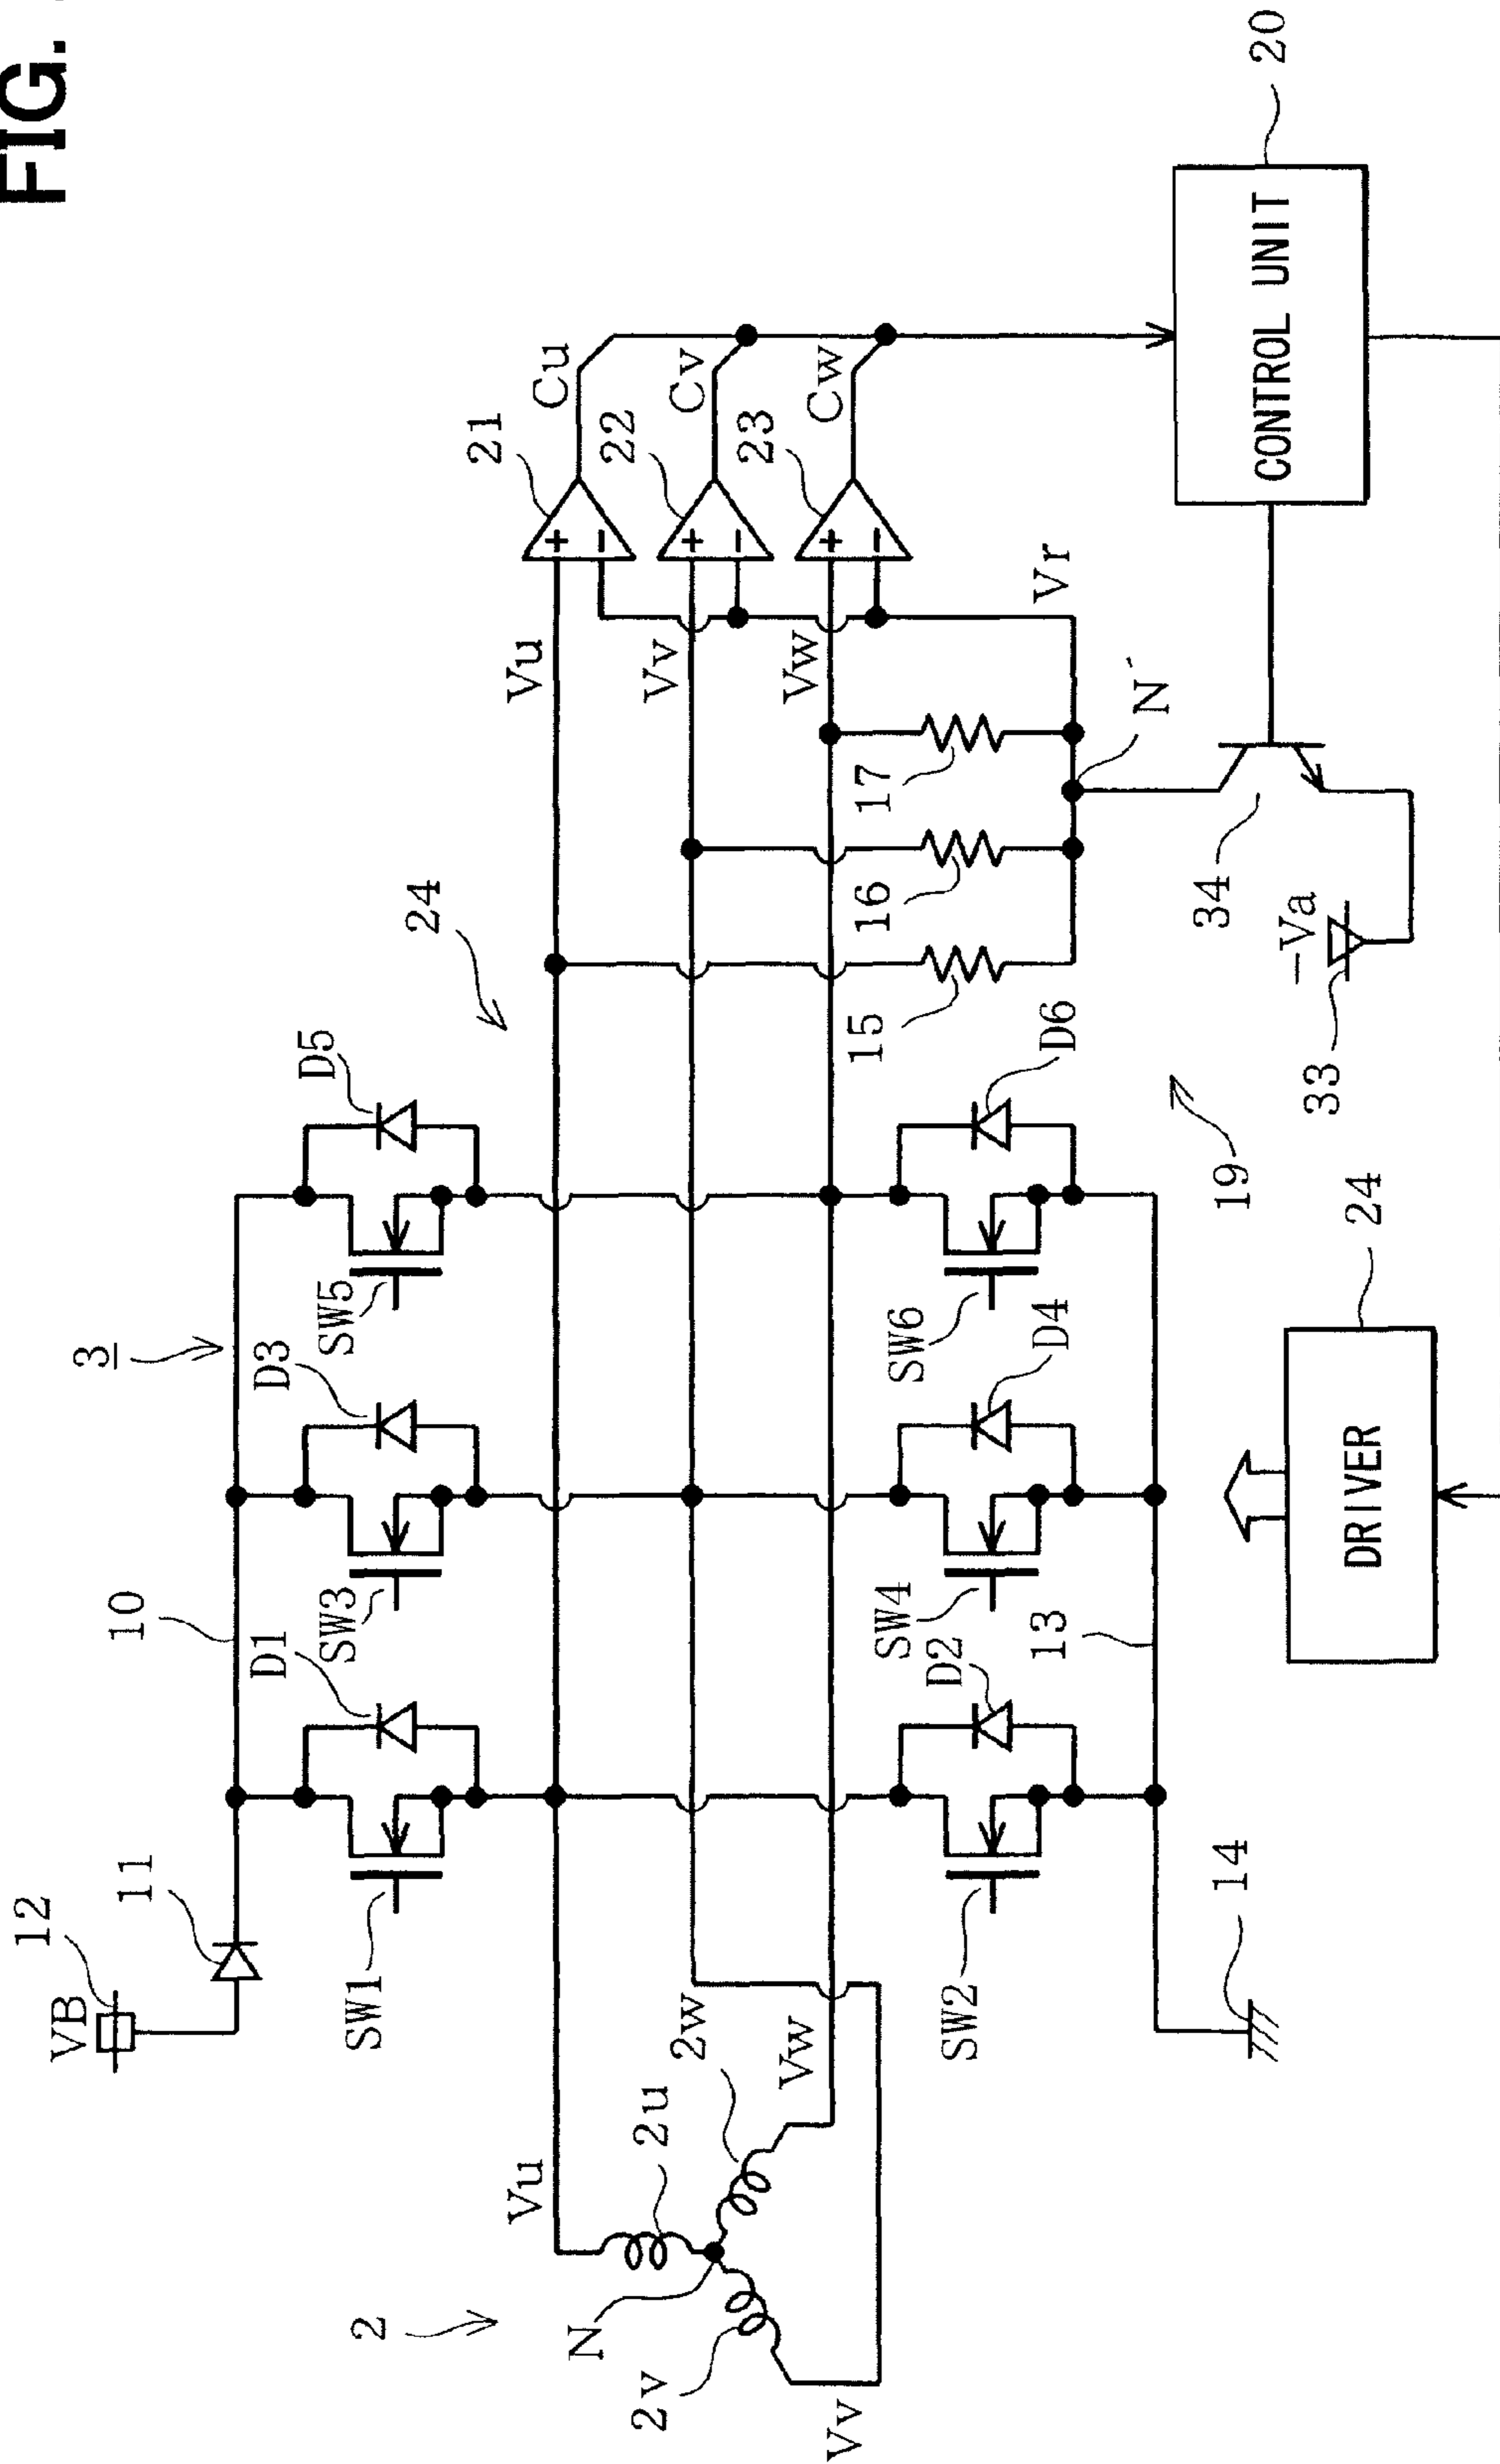 FIG.
VB
12
11
10
3
D1
D3
D5
SW1
SW3
SW5
24
2
Vu
2u
N
2w
2v
Vw
Vv
Vu
Vv
Vw
21
22
23
Cu
Cv
Cw
Vr
15
16
17
N'
SW2
D2
SW4
D4
SW6
D6
13
14
19
34
-Va
33
DRIVER
24
CONTROL UNIT
20
+
-
+
-
+
-